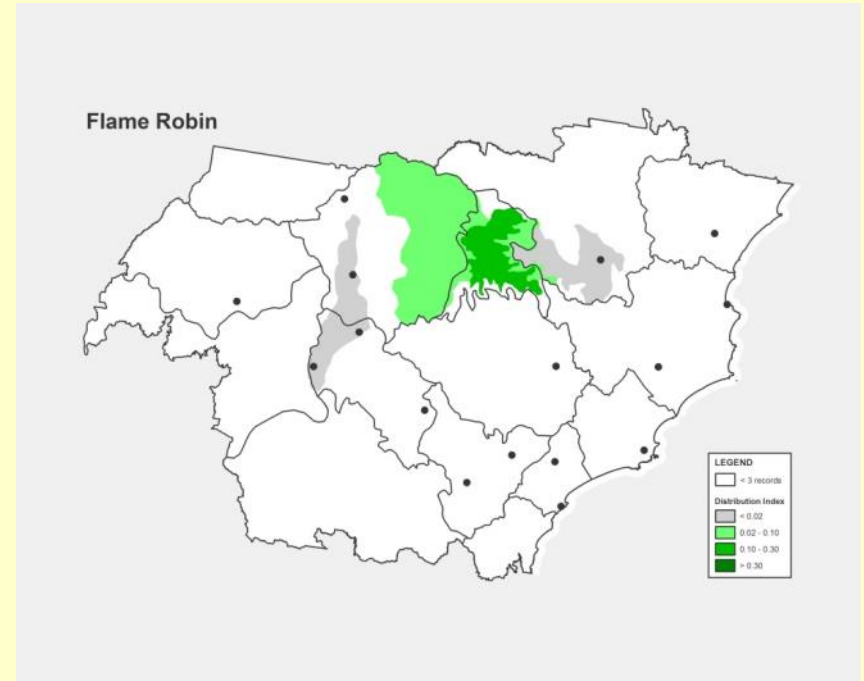 Flame Robin
LEGEND
< 3 records
Distribution Index
< 0.02
0.02 - 0.10
0.10 - 0.30
> 0.30